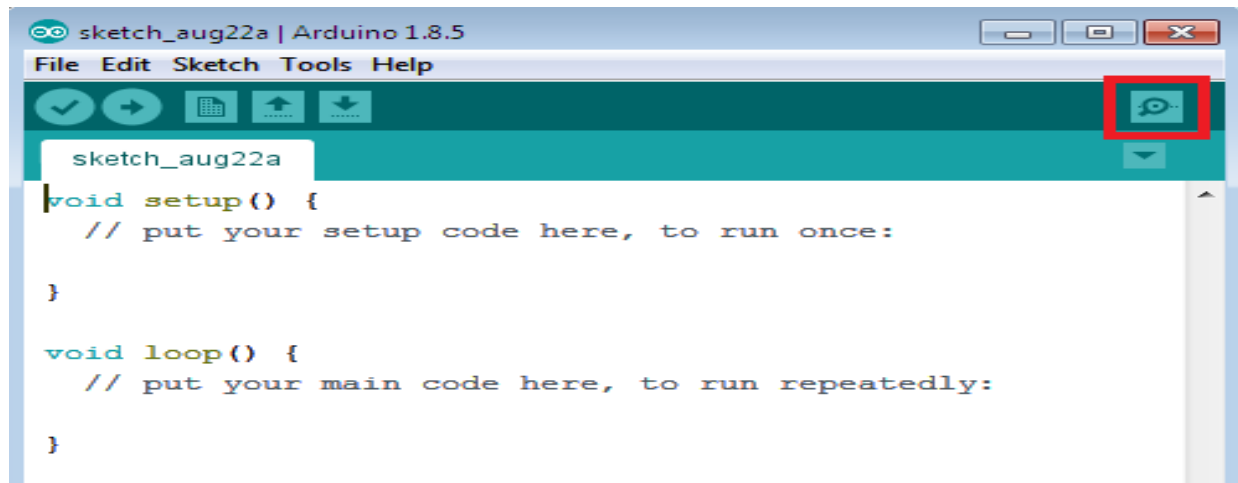 sketch_aug22a | Arduino 1.8.5
File Edit Sketch Tools Help
sketch_aug22a
void setup() {
  // put your setup code here, to run once:
}
void loop() {
  // put your main code here, to run repeatedly:
}